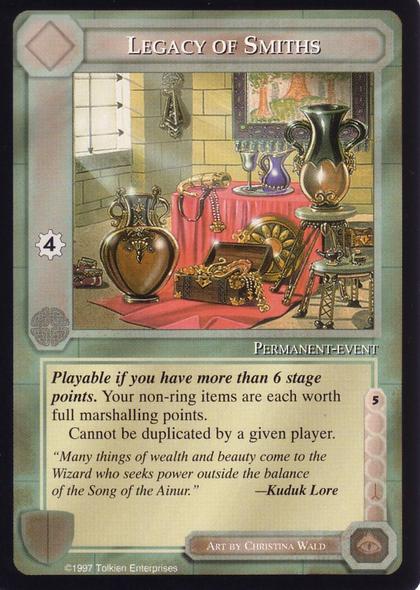 LEGACY OF SMITHS
4
PERMANENT-EVENT
Playable if you have more than 6 stage
points. Your non-ring items are each worth
full marshalling points.
Cannot be duplicated by a given player.
5
"Many things of wealth and beauty come to the
Wizard who seeks power outside the balance
of the Song of the Ainur." —Kuduk Lore
ART BY CHRISTINA WALD
©1997 Tolkien Enterprises